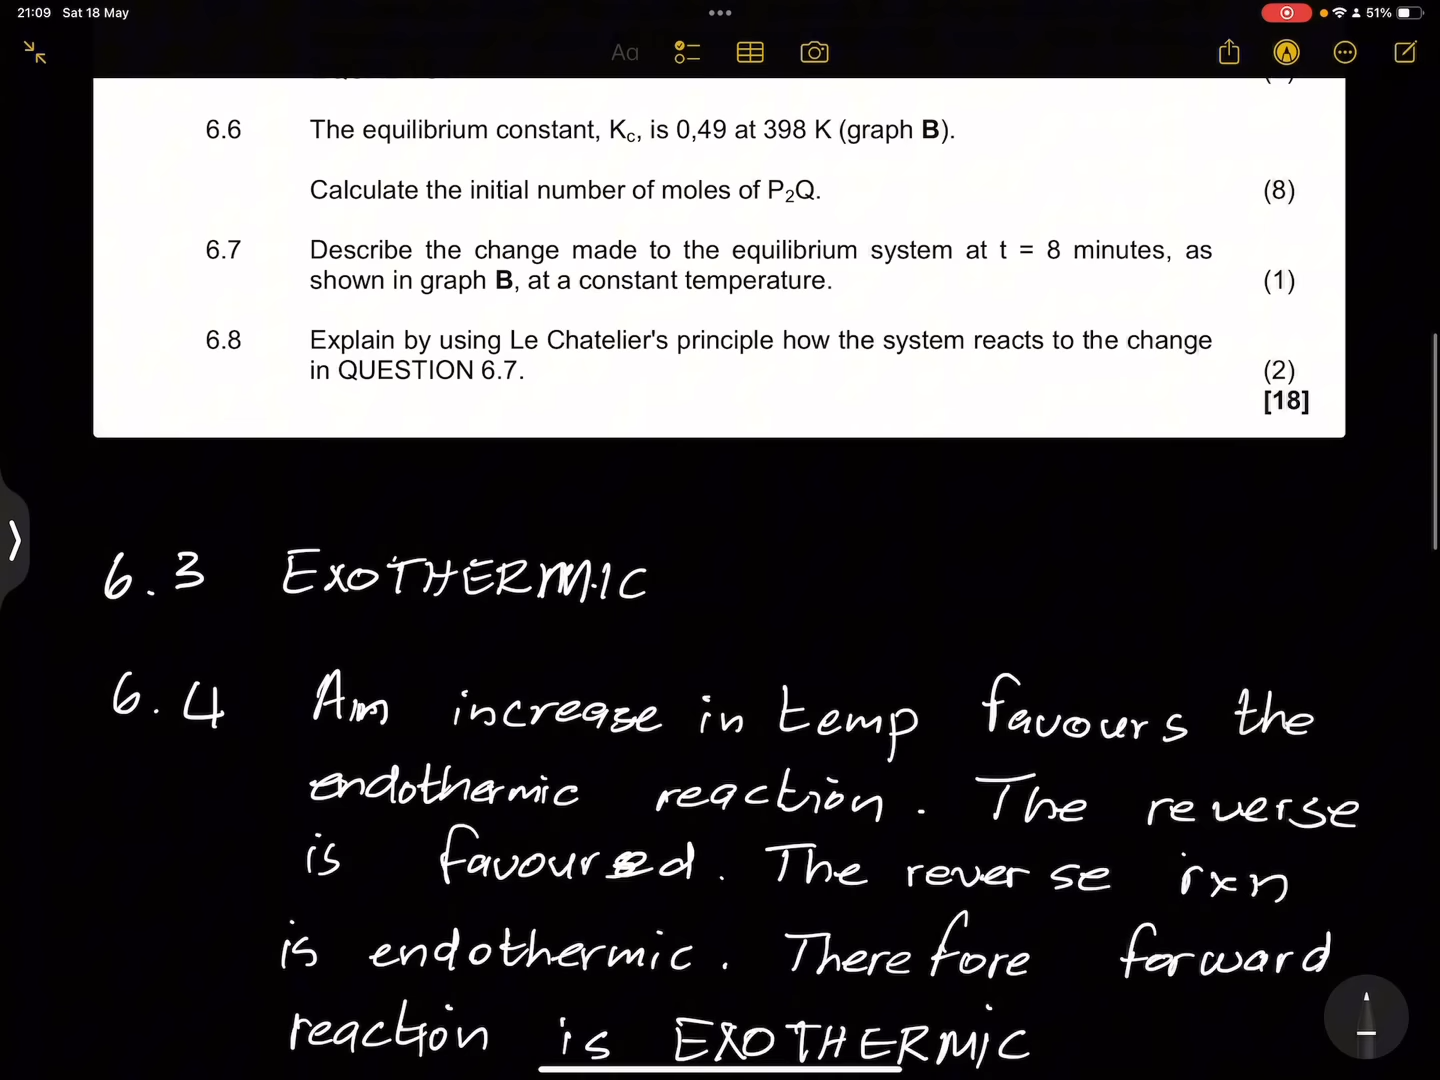 21:09 Sat 18 May
51%
Aa
6.6 The equilibrium constant, Kc, is 0,49 at 398 K (graph B).
Calculate the initial number of moles of P₂Q. (8)
6.7 Describe the change made to the equilibrium system at t = 8 minutes, as
shown in graph B, at a constant temperature. (1)
6.8 Explain by using Le Chatelier's principle how the system reacts to the change
in QUESTION 6.7. (2)
[18]
6.3 EXOTHERMIC
6.4 An increase in temp favours the
endothermic reaction. The reverse
is favoured. The reverse rxn
is endothermic. Therefore forward
reaction is EXOTHERMIC